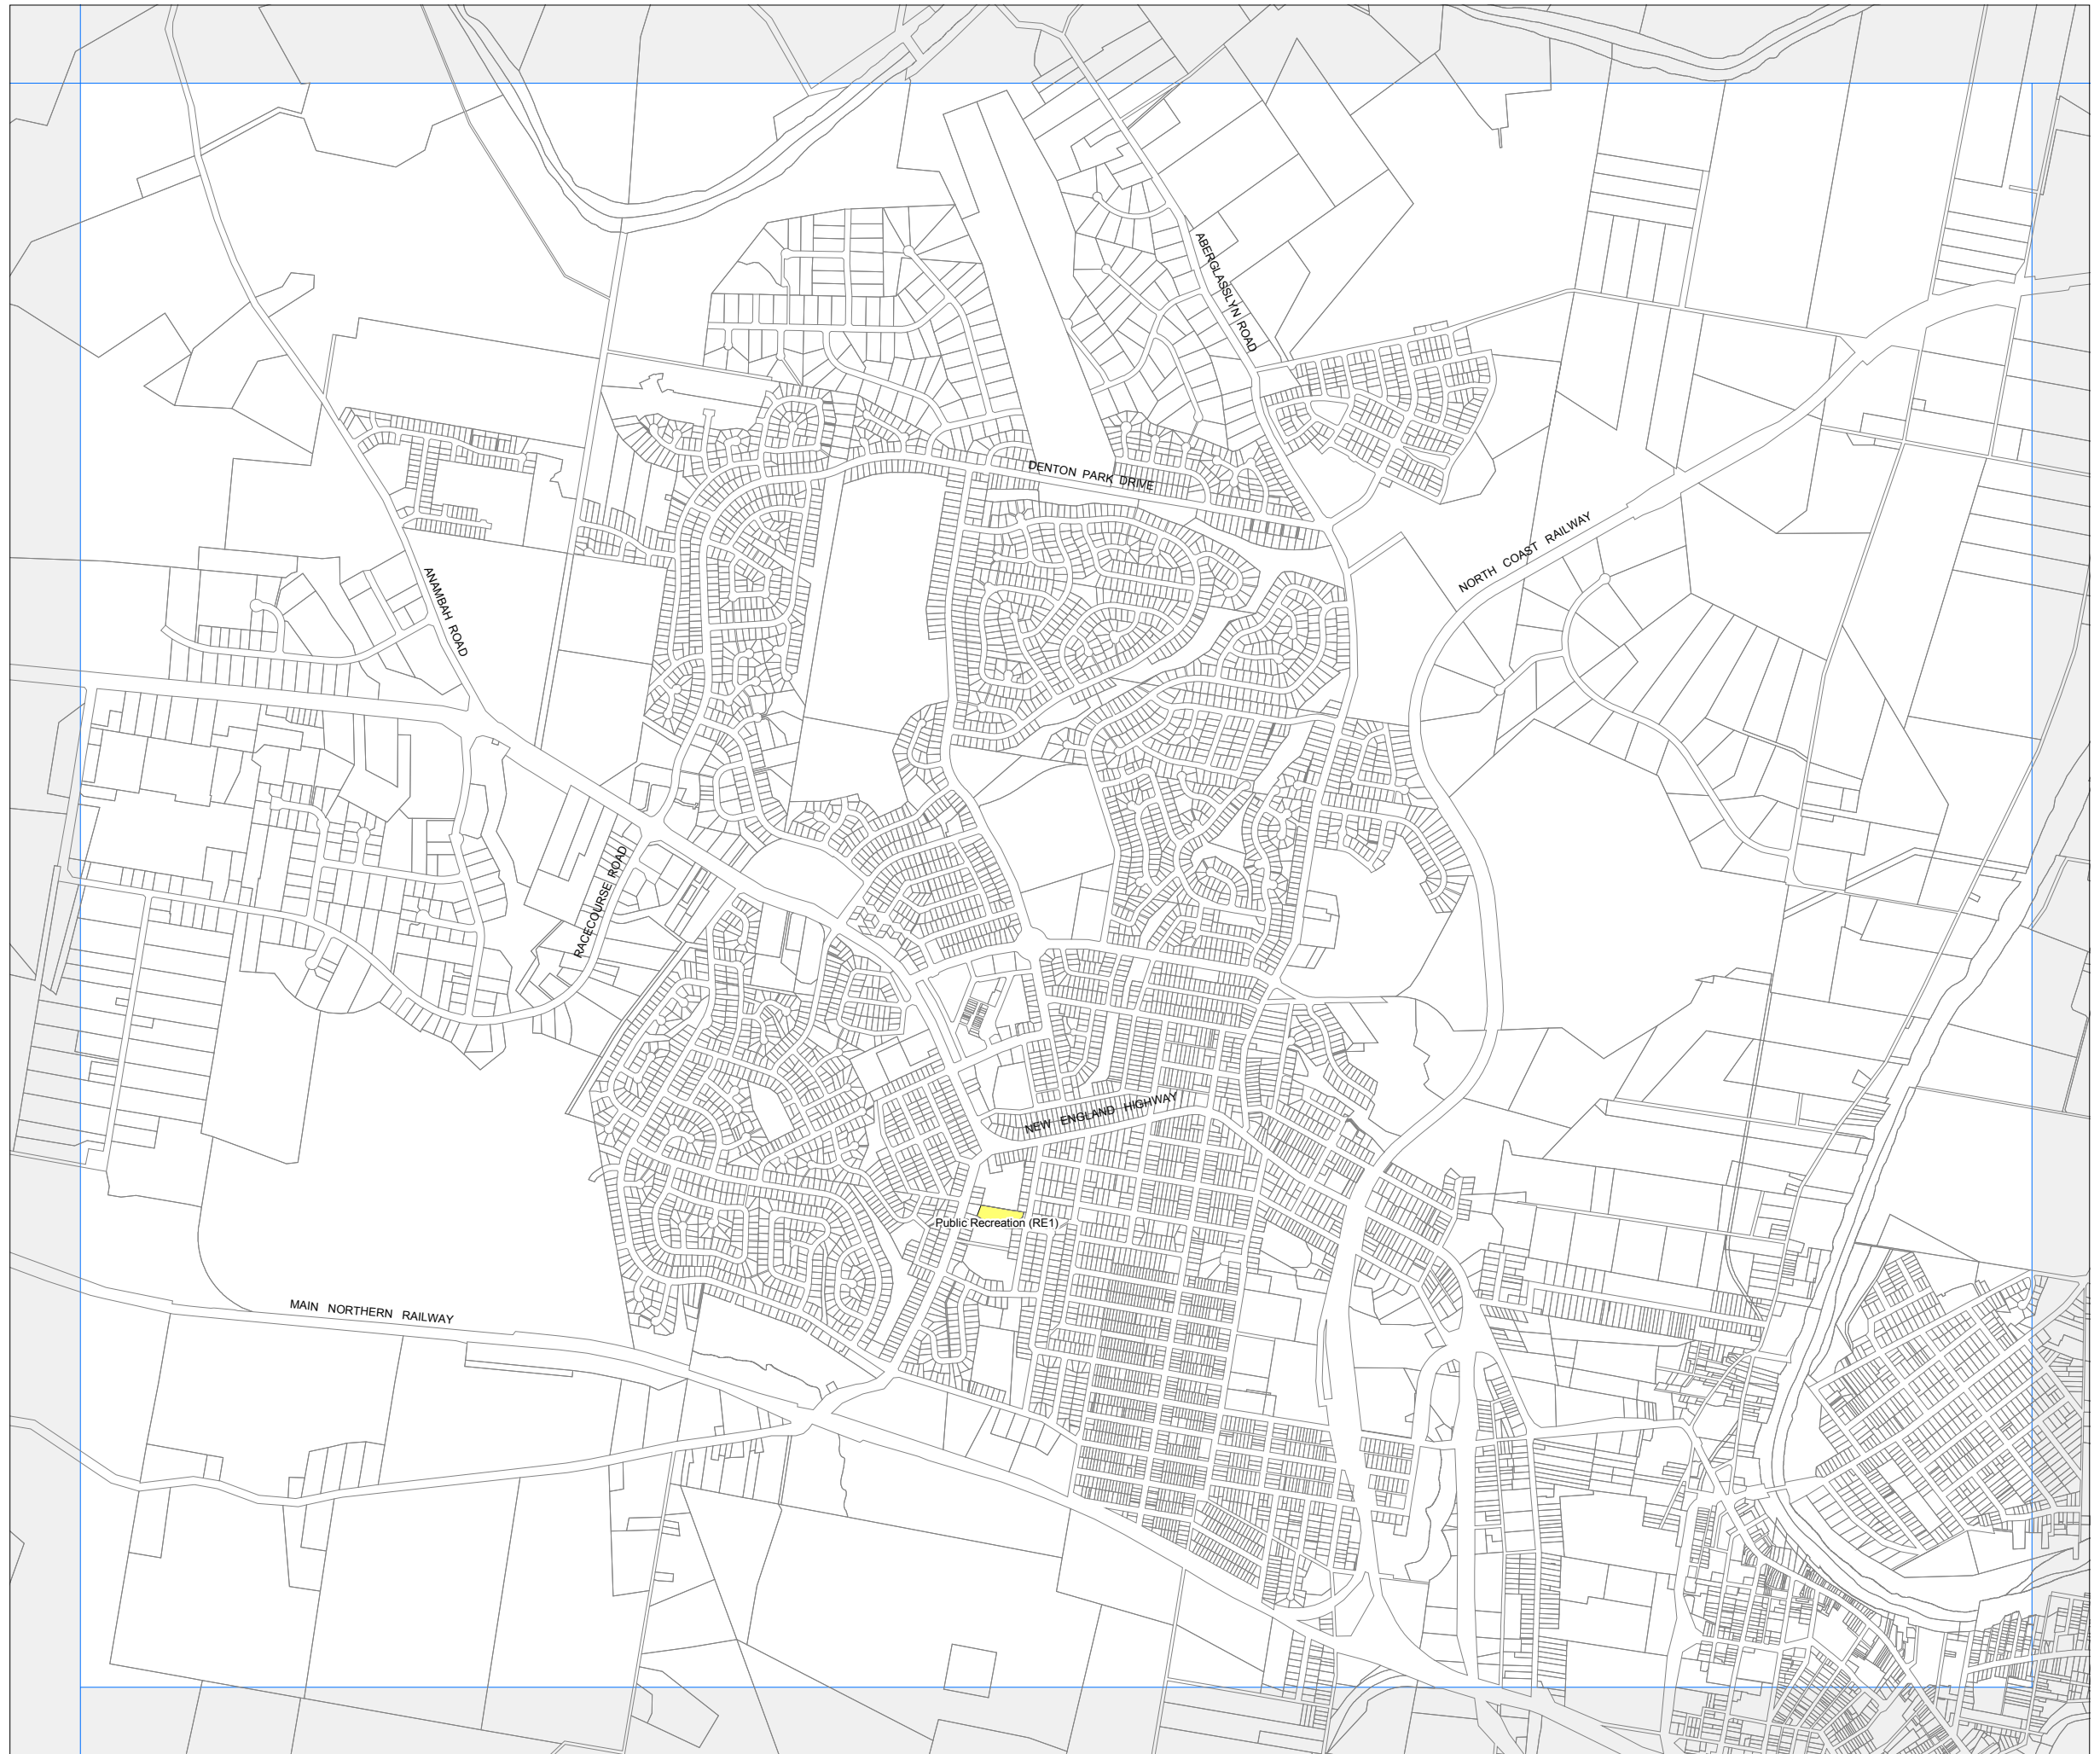 ABERGLASSLYN ROAD
DENTON PARK DRIVE
NORTH COAST RAILWAY
ANAMBAH ROAD
RACECOURSE ROAD
NEW ENGLAND HIGHWAY
Public Recreation (RE1)
MAIN NORTHERN RAILWAY